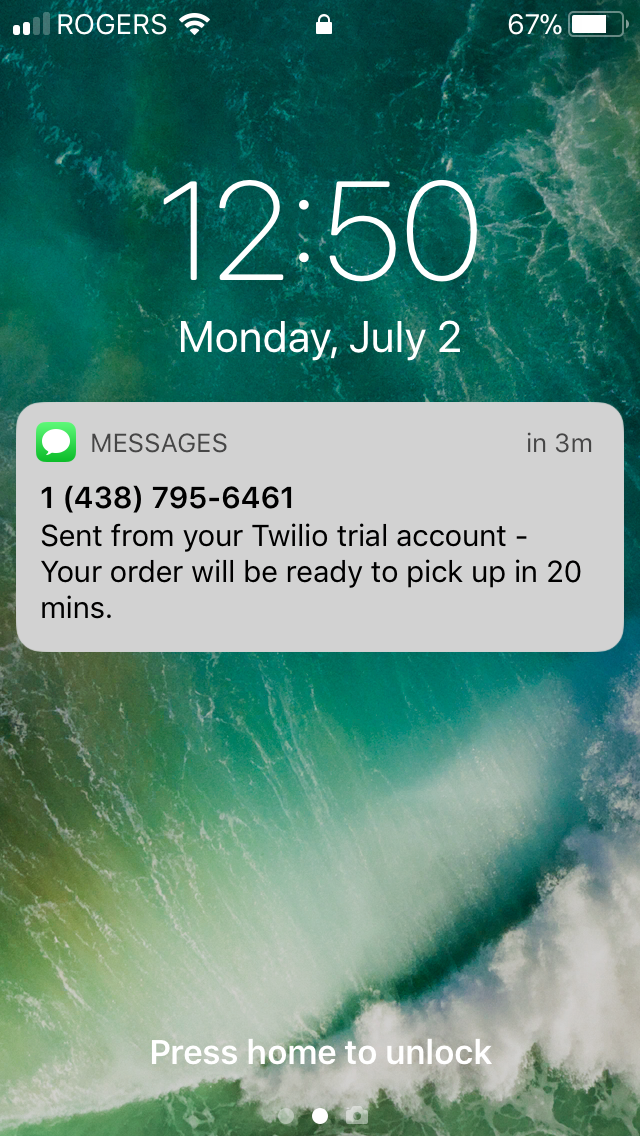 ROGERS 67%
12:50
Monday, July 2
MESSAGES in 3m
1 (438) 795-6461
Sent from your Twilio trial account -
Your order will be ready to pick up in 20
mins.
Press home to unlock